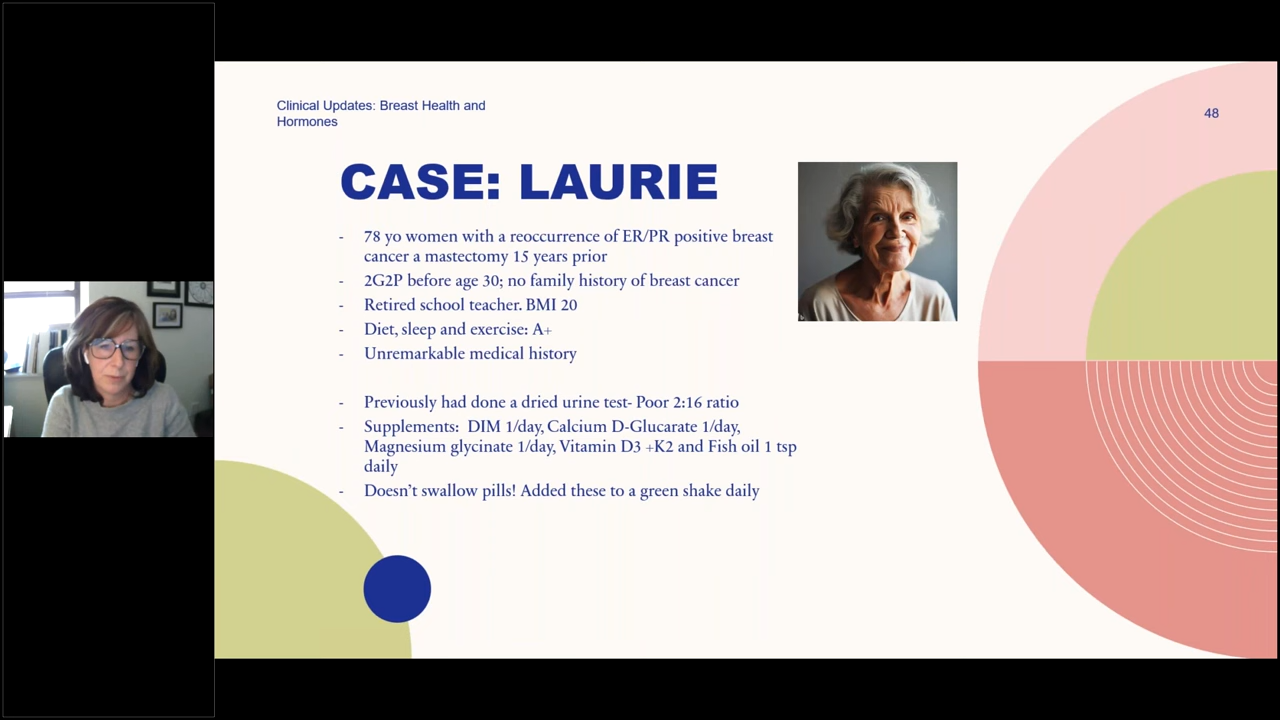 Clinical Updates: Breast Health and
Hormones
48
CASE: LAURIE
- 78 yo women with a reoccurrence of ER/PR positive breast
cancer a mastectomy 15 years prior
- 2G2P before age 30; no family history of breast cancer
- Retired school teacher. BMI 20
- Diet, sleep and exercise: A+
- Unremarkable medical history
- Previously had done a dried urine test- Poor 2:16 ratio
- Supplements: DIM 1/day, Calcium D-Glucarate 1/day,
Magnesium glycinate 1/day, Vitamin D3 +K2 and Fish oil 1 tsp
daily
- Doesn't swallow pills! Added these to a green shake daily